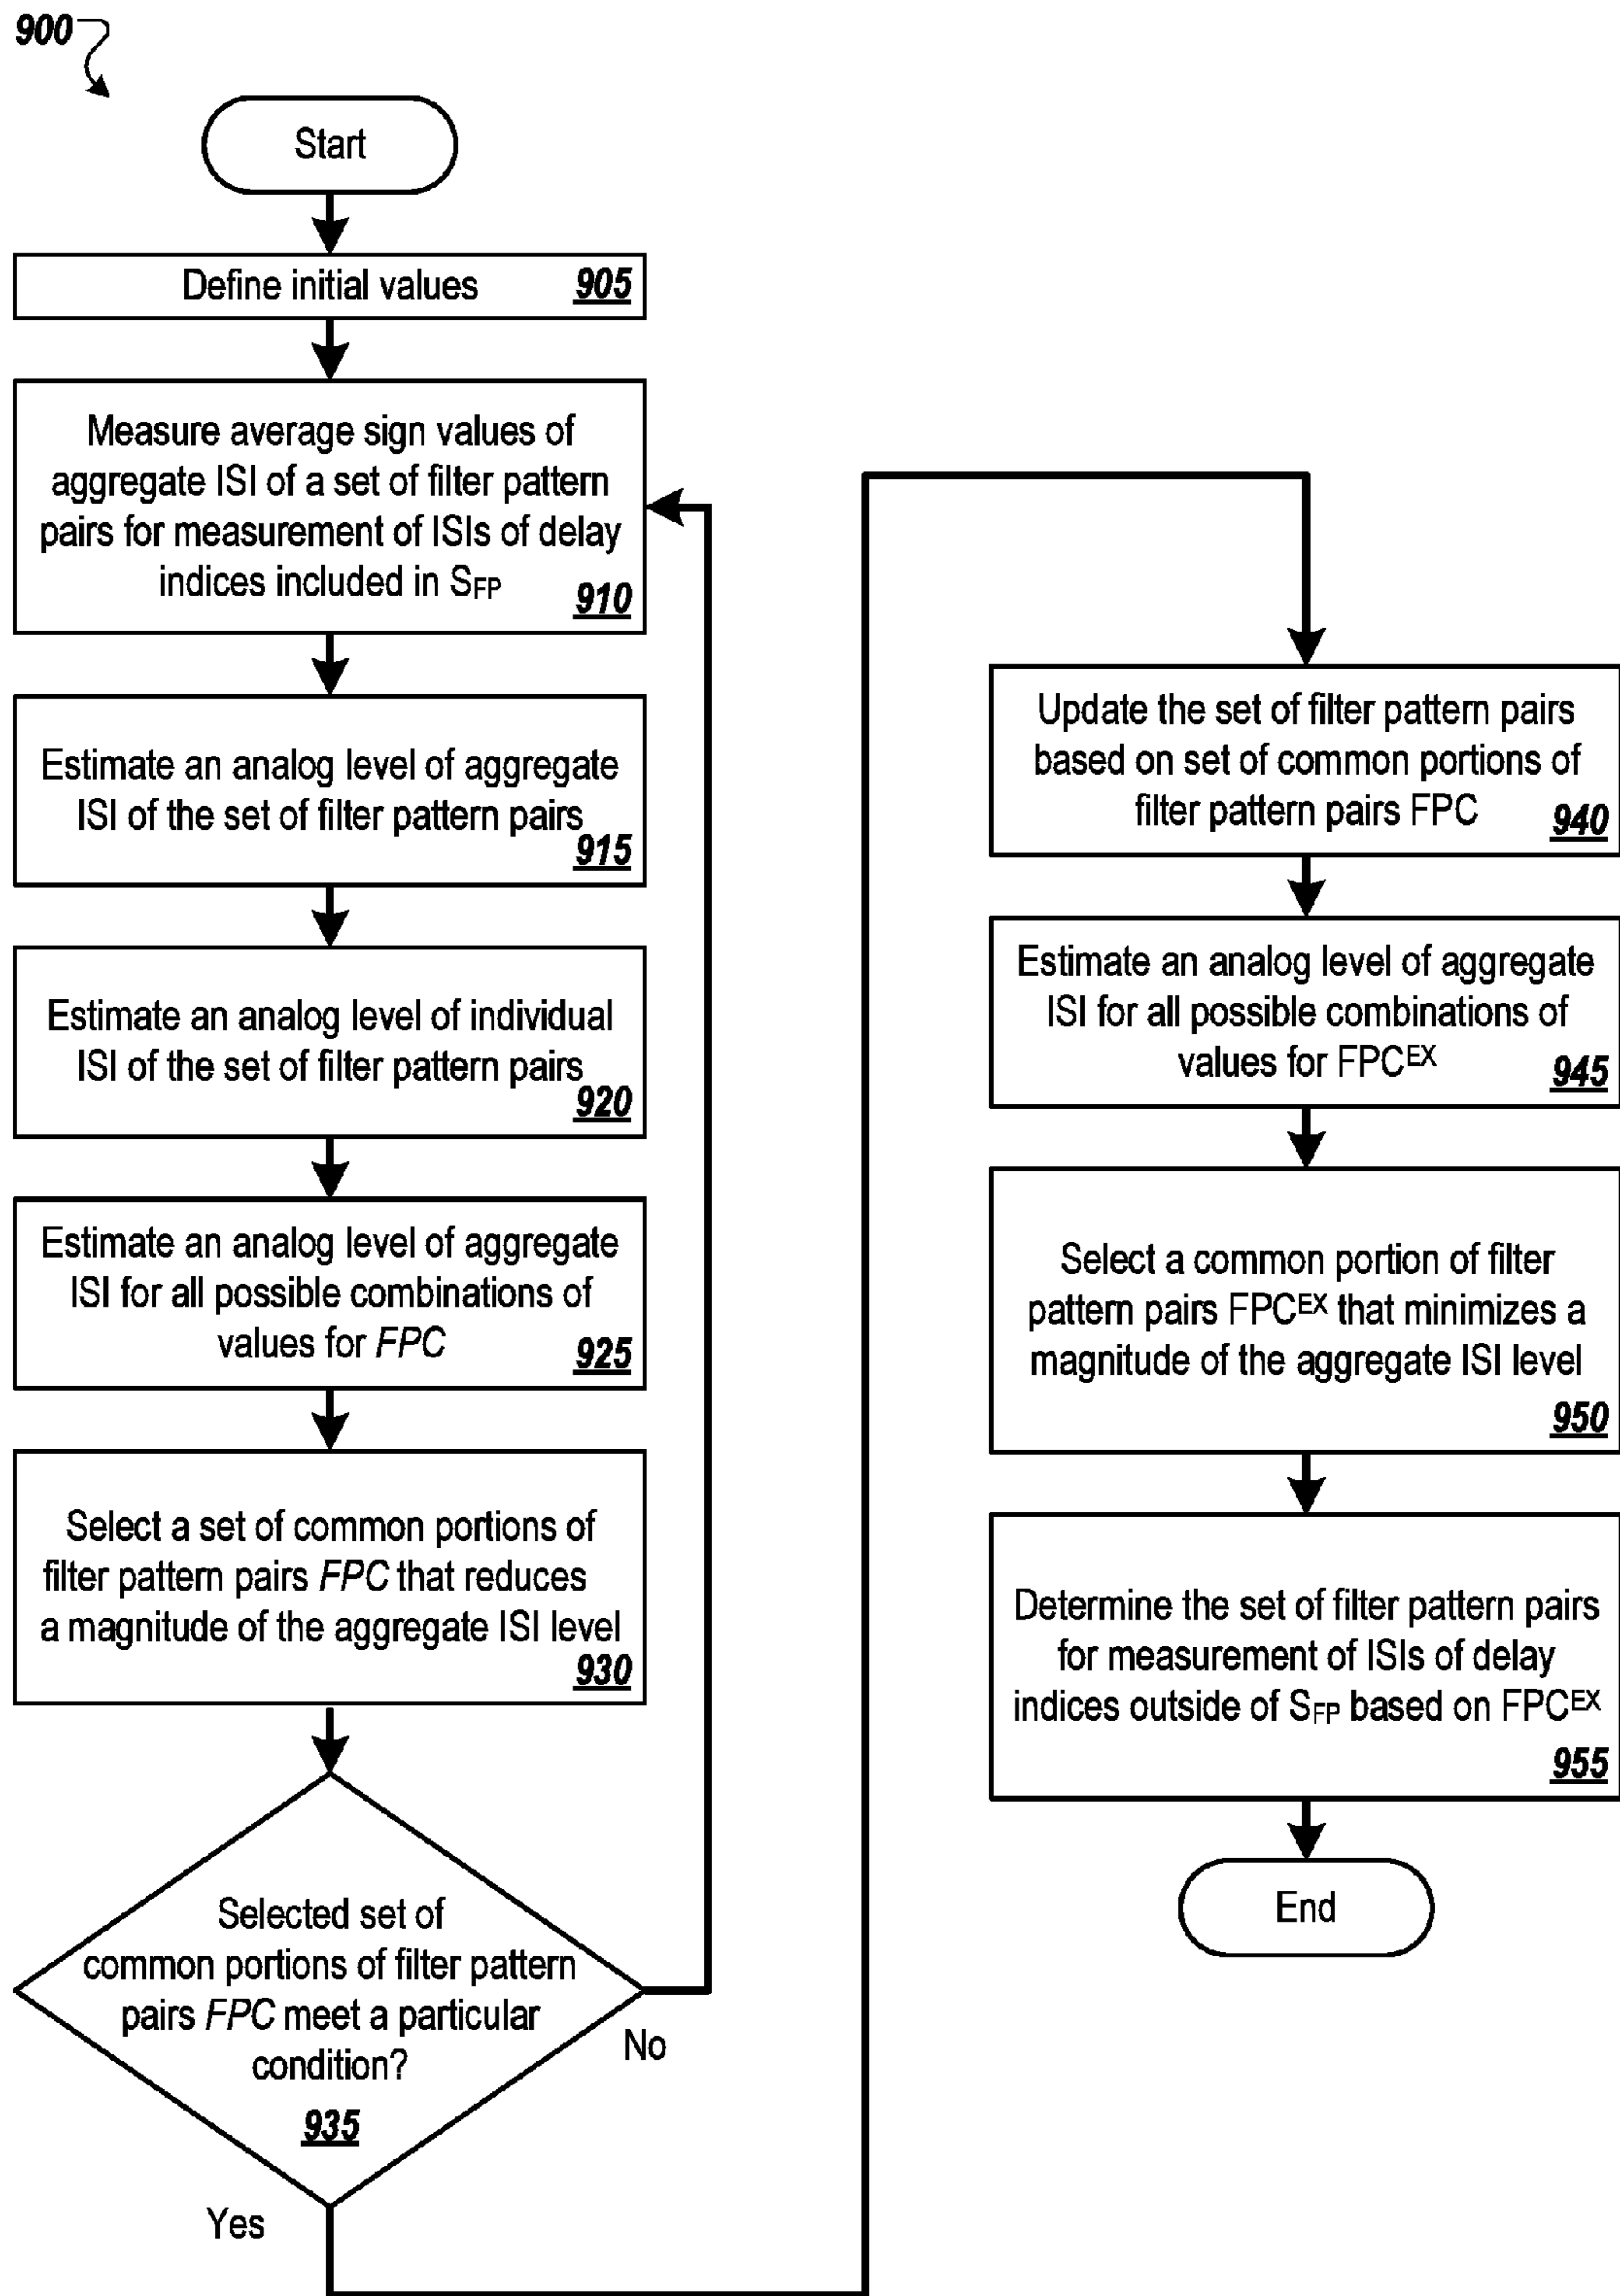 900
Start
Define initial values 905
Measure average sign values of
aggregate ISI of a set of filter pattern
pairs for measurement of ISIs of delay
indices included in SFP
910
Estimate an analog level of aggregate
ISI of the set of filter pattern pairs
915
Estimate an analog level of individual
ISI of the set of filter pattern pairs
920
Estimate an analog level of aggregate
ISI for all possible combinations of
values for FPC
925
Select a set of common portions of
filter pattern pairs FPC that reduces
a magnitude of the aggregate ISI level
930
Selected set of
common portions of filter pattern
pairs FPC meet a particular
condition?
935
No
Yes
Update the set of filter pattern pairs
based on set of common portions of
filter pattern pairs FPC
940
Estimate an analog level of aggregate
ISI for all possible combinations of
values for FPCEX
945
Select a common portion of filter
pattern pairs FPCEX that minimizes a
magnitude of the aggregate ISI level
950
Determine the set of filter pattern pairs
for measurement of ISIs of delay
indices outside of SFP based on FPCEX
955
End